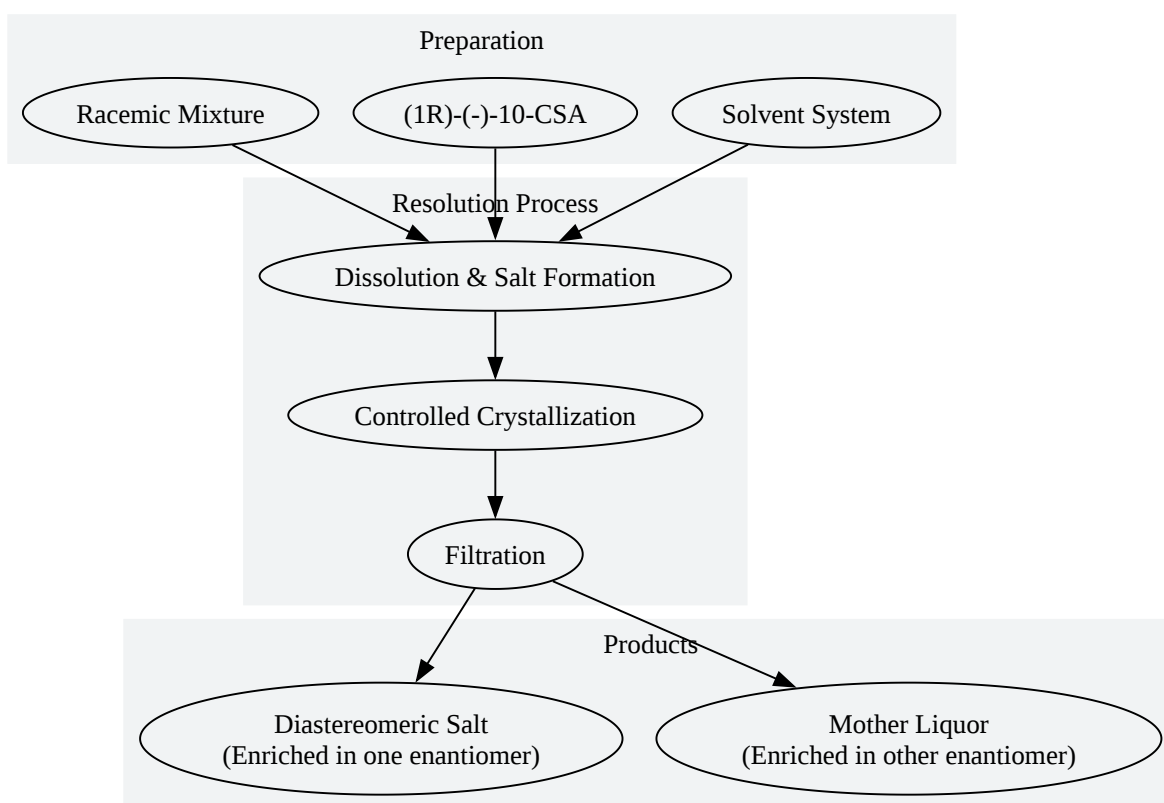 Preparation
Racemic Mixture
(1R)-(-)-10-CSA
Solvent System
Resolution Process
Dissolution & Salt Formation
Controlled Crystallization
Filtration
Products
Diastereomeric Salt
(Enriched in one enantiomer)
Mother Liquor
(Enriched in other enantiomer)